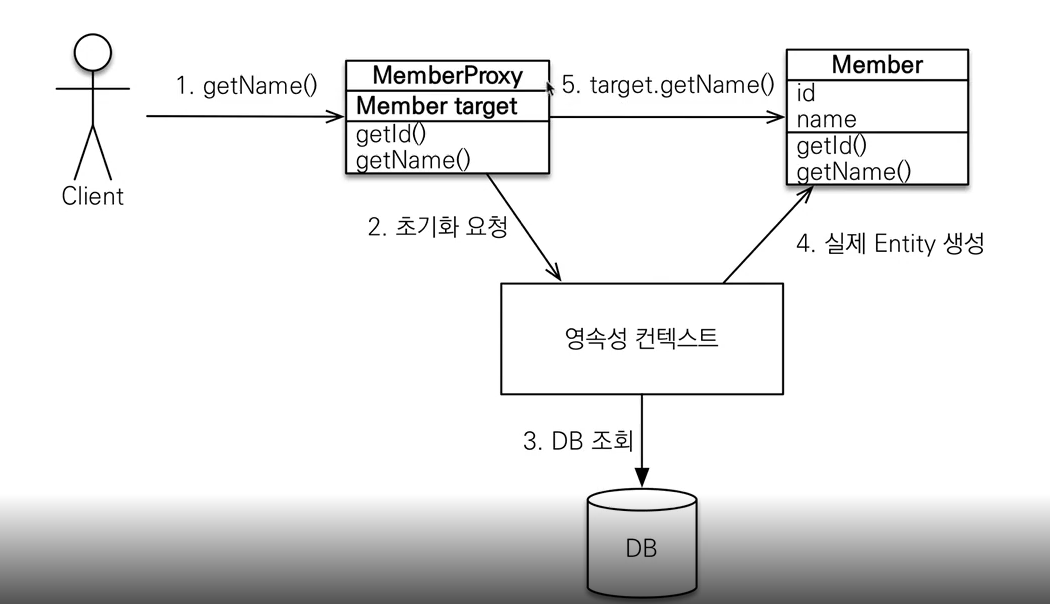 1. getName()
MemberProxy
Member target
getId()
getName()
5. target.getName()
Member
id
name
getId()
getName()
Client
2. 초기화 요청
4. 실제 Entity 생성
영속성 컨텍스트
3. DB 조회
DB